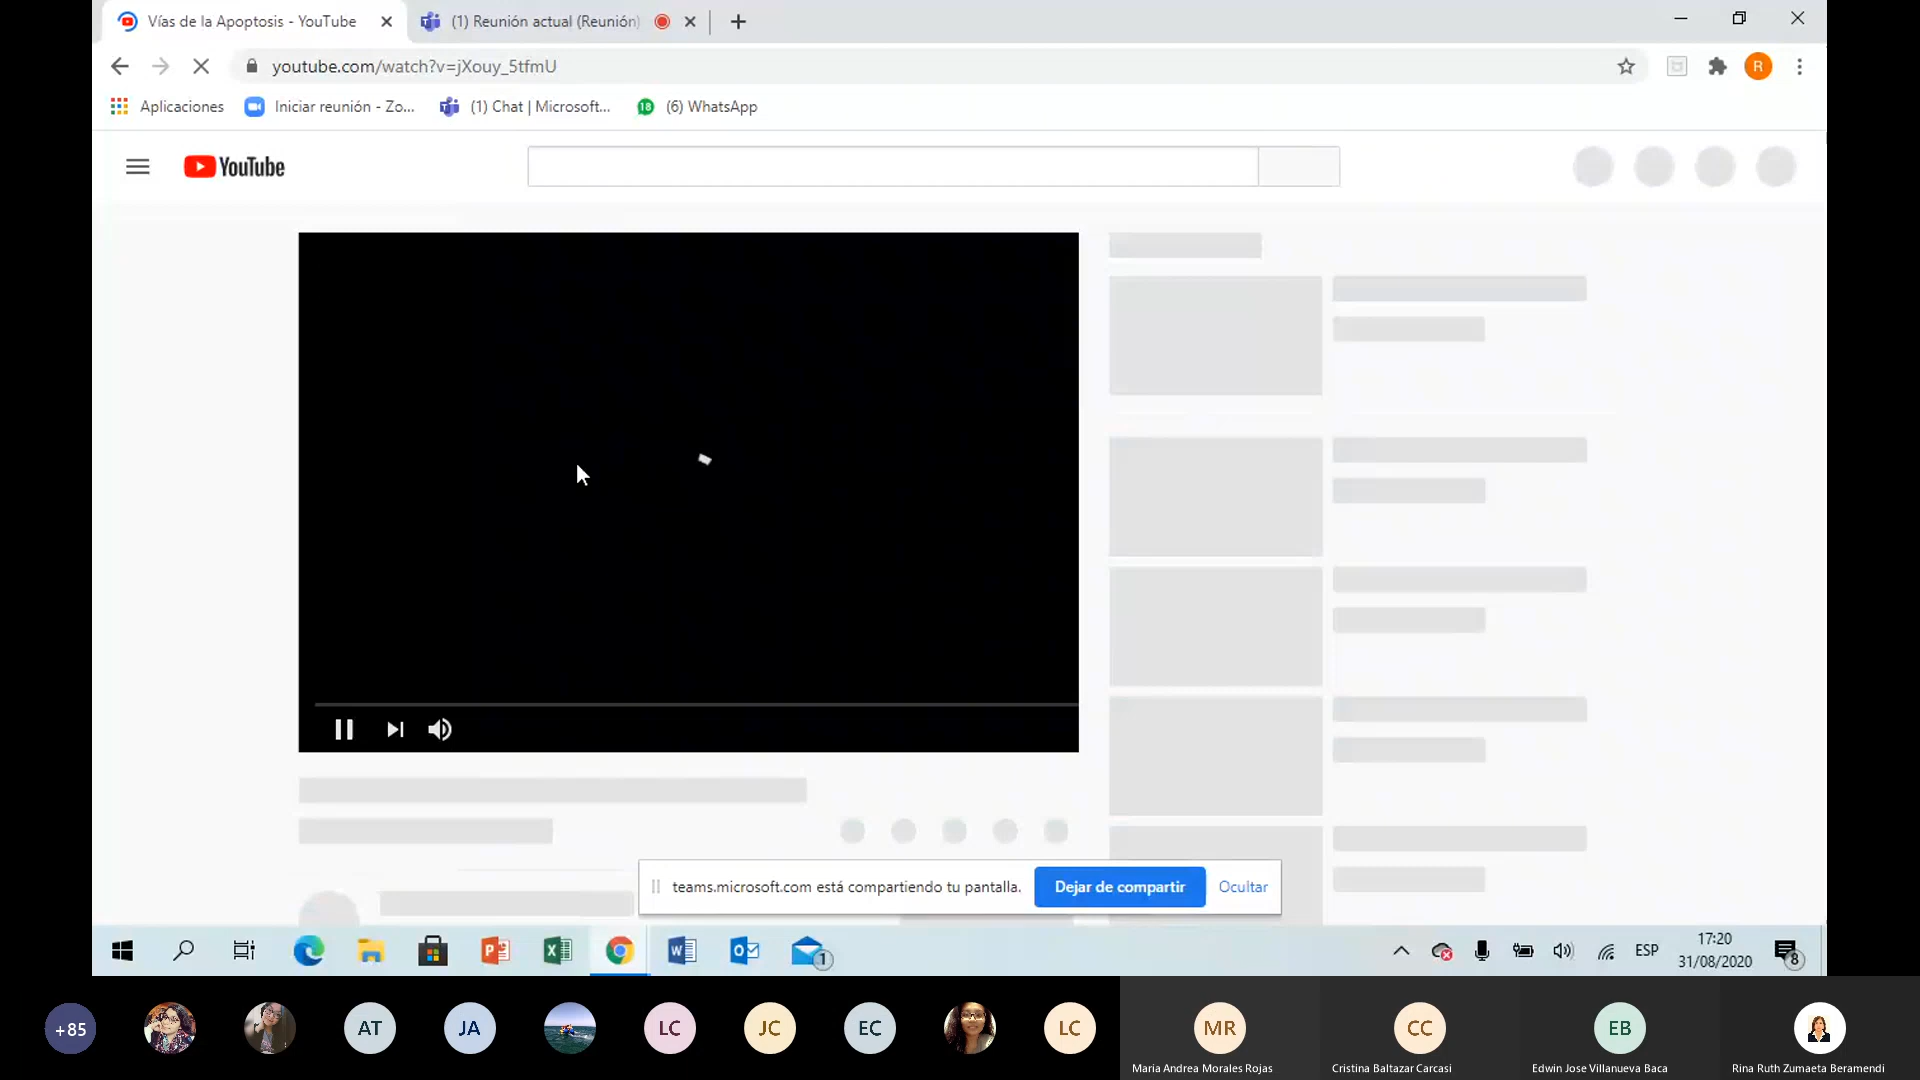 Vías de la Apoptosis - YouTube
(1) Reunión actual (Reunión)
youtube.com/watch?v=jXouy_5tfmU
R
Aplicaciones
Iniciar reunión - Zo...
(1) Chat | Microsoft...
18
(6) WhatsApp
YouTube
teams.microsoft.com está compartiendo tu pantalla.
Dejar de compartir
Ocultar
1
ESP
17:20
31/08/2020
8
+85
AT
JA
LC
JC
EC
LC
MR
CC
EB
Maria Andrea Morales Rojas
Cristina Baltazar Carcasi
Edwin Jose Villanueva Baca
Rina Ruth Zumaeta Beramendi